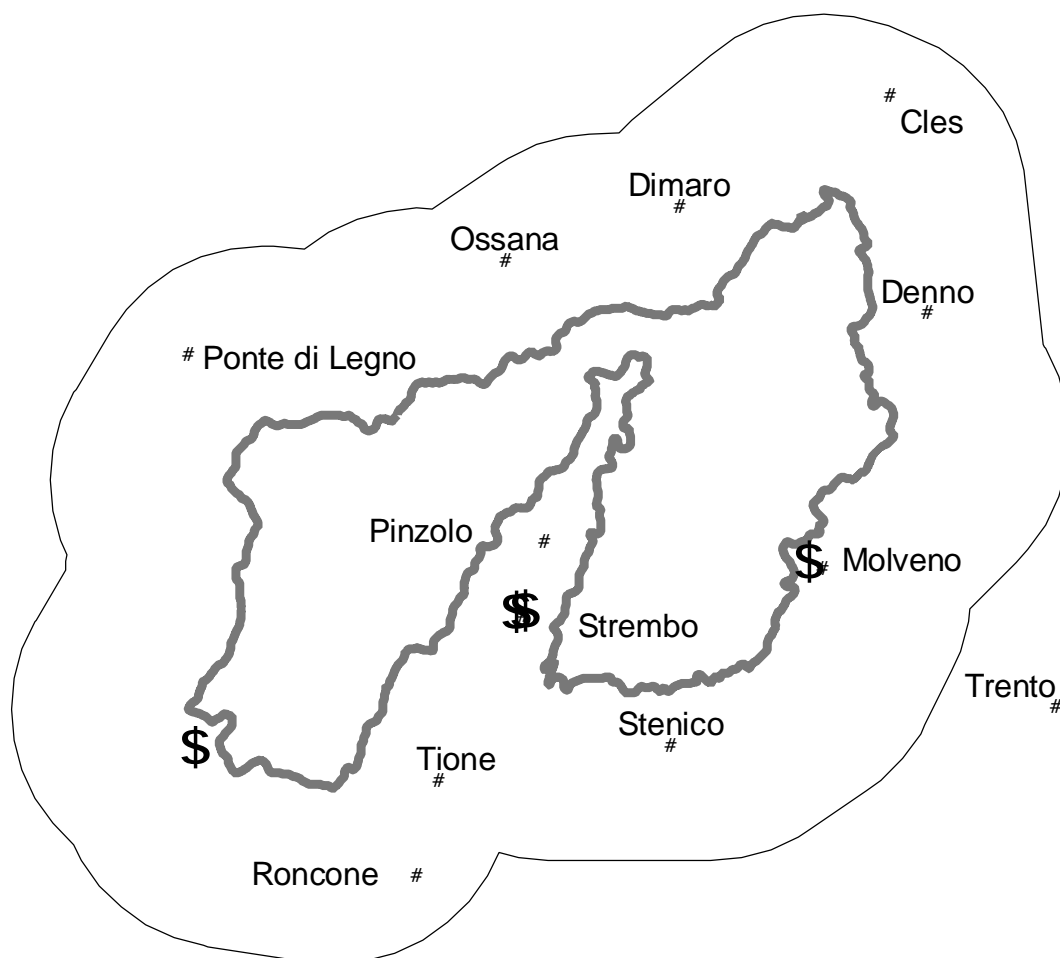 #
Cles
Dimaro
#
Ossana
#
Denno
#
# Ponte di Legno
Pinzolo
#
$# Molveno
$$
Strembo
Trento
#
Stenico
#
$
Tione
#
Roncone #